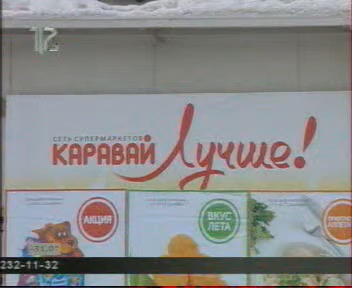 12
СЕТЬ СУПЕРМАРКЕТОВ
КАРАВАЙ Лучше!
АКЦИЯ
ВКУС
ЛЕТА
232-11-32